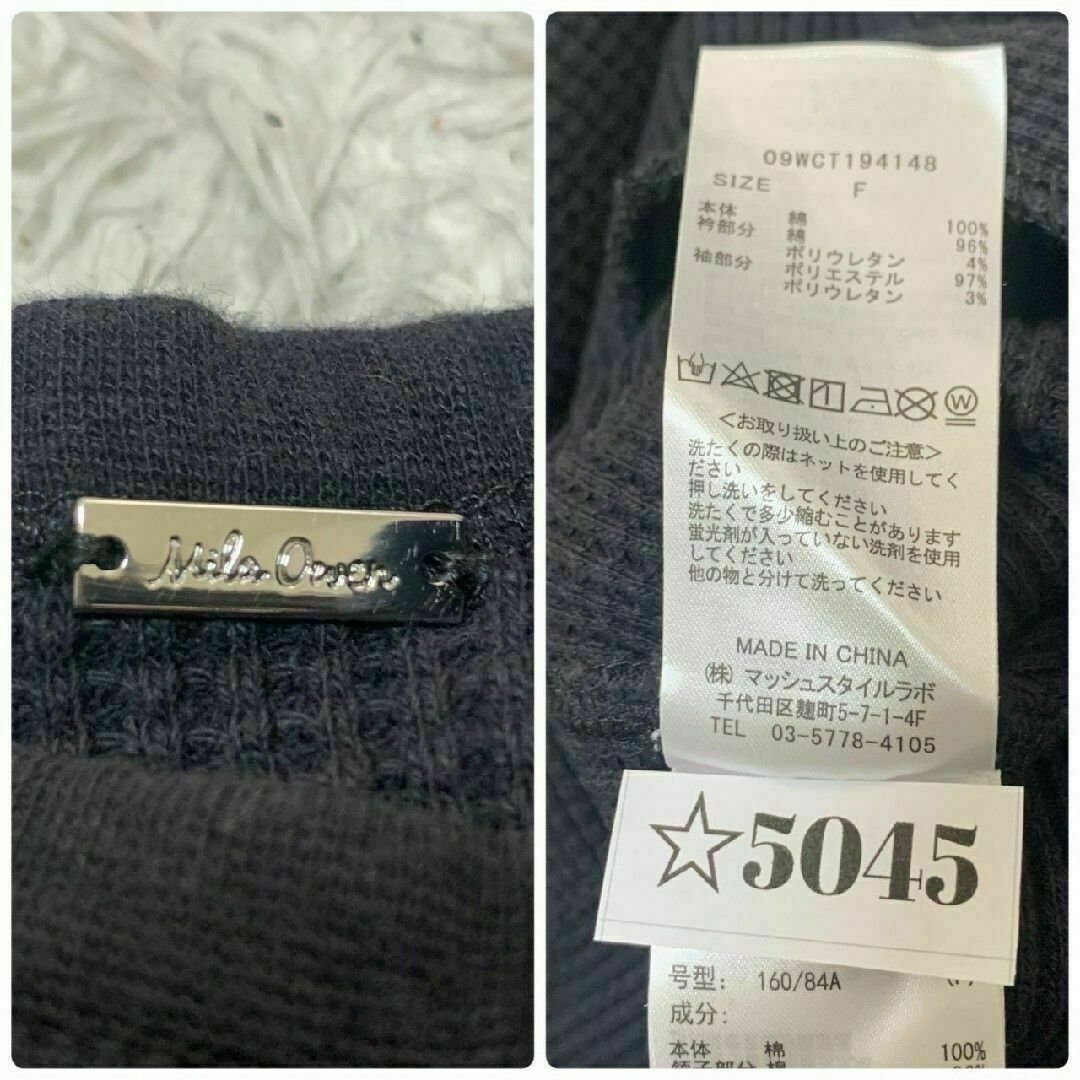 Mila Owen
09WCT194148
SIZE F
本体 綿 100%
衿部分 綿 96%
ポリウレタン 4%
袖部分 ポリエステル 97%
ポリウレタン 3%
W
<お取り扱い上のご注意>
洗たくの際はネットを使用してく
ださい
押し洗いをしてください
洗たくで多少縮むことがあります
蛍光剤が入っていない洗剤を使用
してください
他の物と分けて洗ってください
MADE IN CHINA
(株) マッシュスタイルラボ
千代田区麹町5-7-1-4F
TEL 03-5778-4105
☆5045
号型: 160/84A (F)
成分:
本体 綿 100%
领子部分 棉